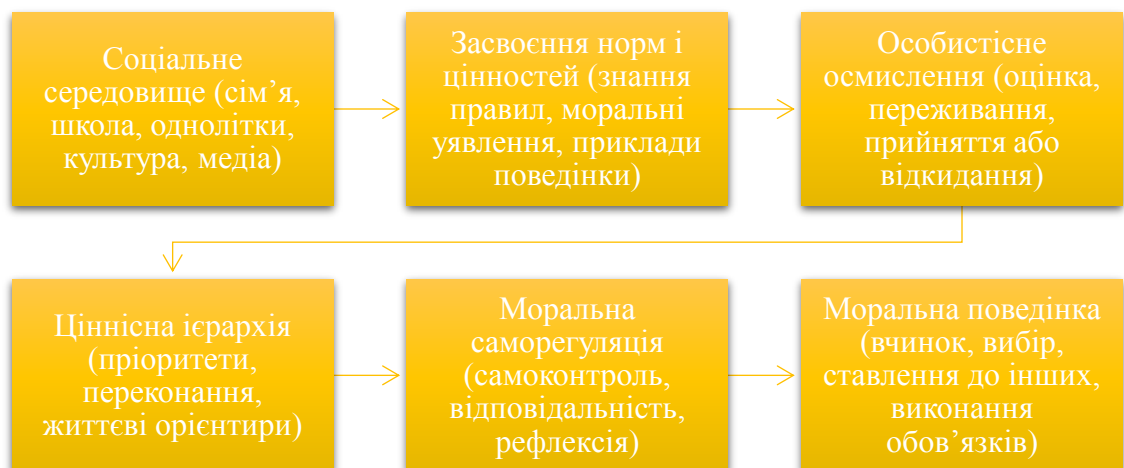 Соціальне
середовище (сім’я,
школа, однолітки,
культура, медіа)
Засвоєння норм і
цінностей (знання
правил, моральні
уявлення, приклади
поведінки)
Особистісне
осмислення (оцінка,
переживання,
прийняття або
відкидання)
Ціннісна ієрархія
(пріоритети,
переконання,
життєві орієнтири)
Моральна
саморегуляція
(самоконтроль,
відповідальність,
рефлексія)
Моральна поведінка
(вчинок, вибір,
ставлення до інших,
виконання
обов’язків)